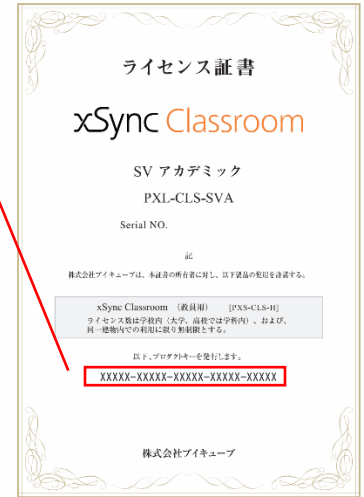 ライセンス証書
xSync Classroom
SV アカデミック
PXL-CLS-SVA
Serial NO.
記
株式会社ブイキューブは、本証書の所有者に対し、以下製品の使用を許諾する。
xSync Classroom （教員用） [PXS-CLS-H]
ライセンス数は学校内（大学、高校では学科内）、および、
同一建物内での利用に限り無制限とする。
以下、プロダクトキーを発行します。
XXXXX-XXXXX-XXXXX-XXXXX-XXXXX
株式会社ブイキューブ